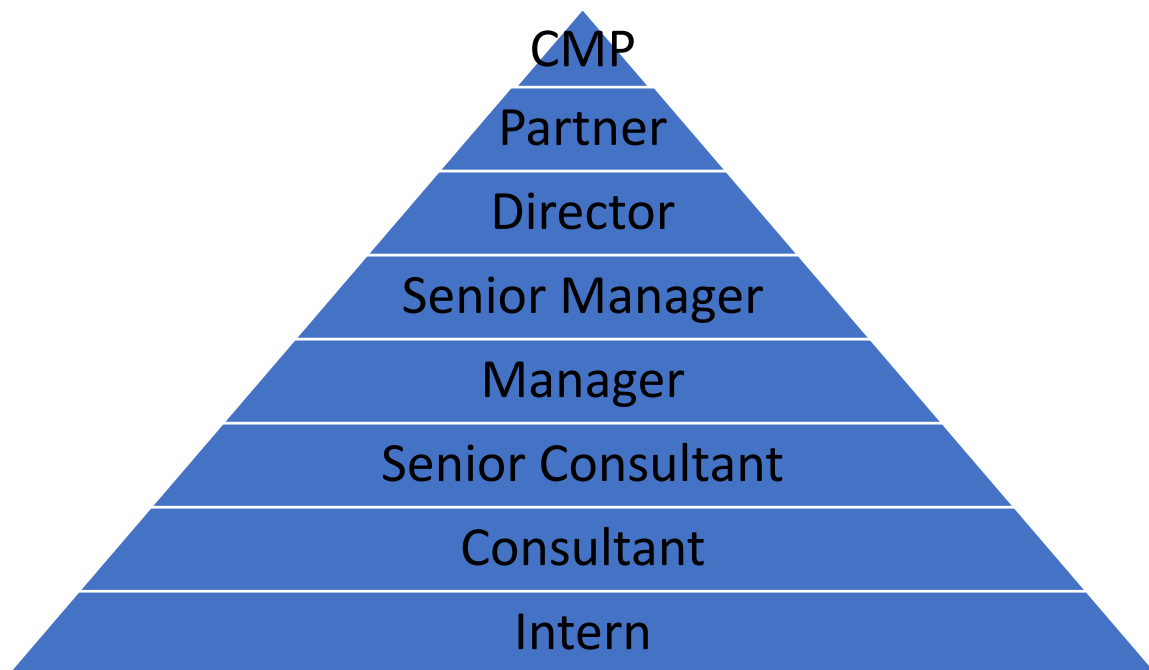 CMP
Partner
Director
Senior Manager
Manager
Senior Consultant
Consultant
Intern